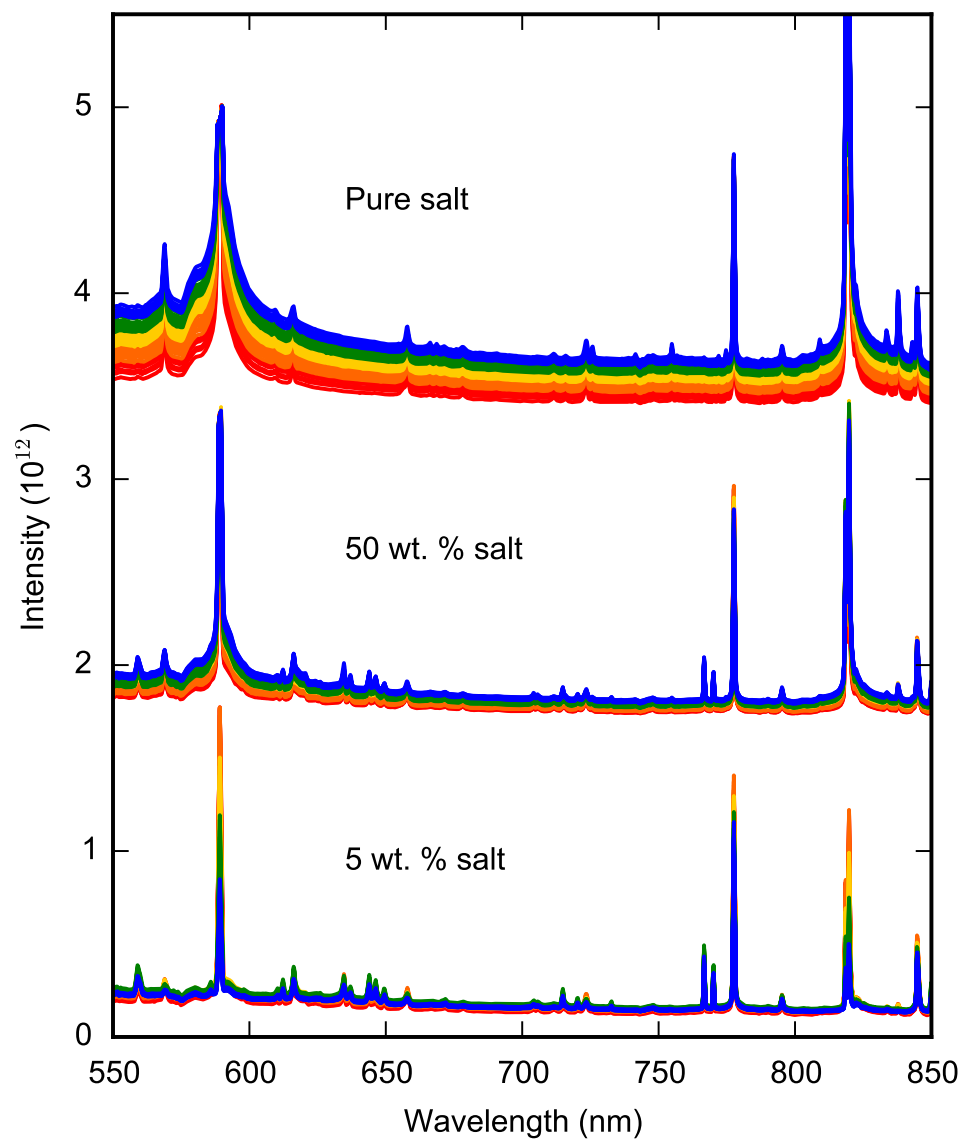 5
Pure salt
4
3
50 wt. % salt
2
5 wt. % salt
1
0
Intensity (10¹²)
550 600 650 700 750 800 850
Wavelength (nm)